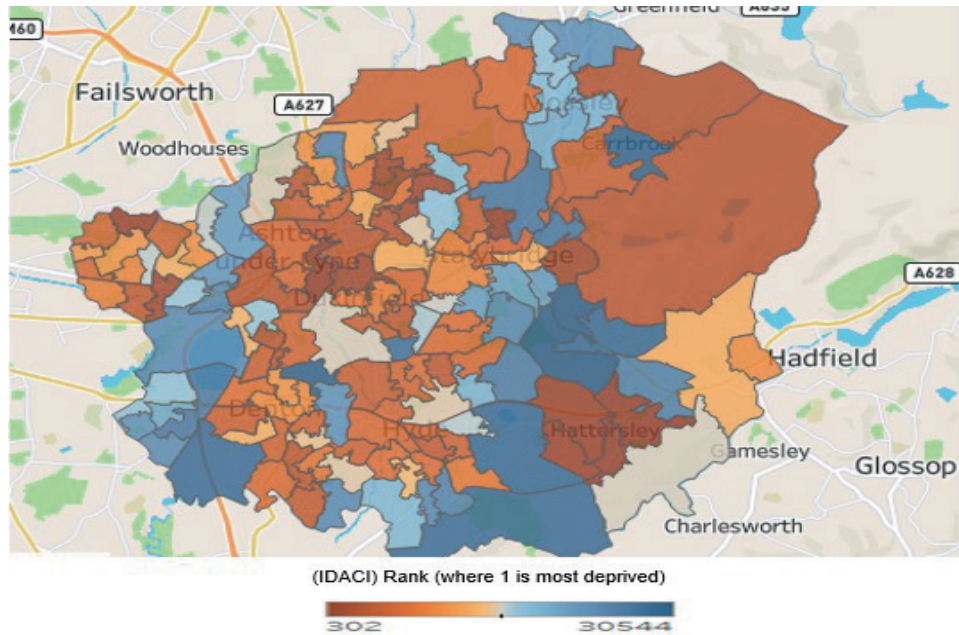 Greenfield
A635
M60
Failsworth
A627
Mossley
Woodhouses
Carrbrook
Ashton-
under-Lyne
Stalybridge
A628
Dukinfield
Hadfield
Denton
Hyde
Hattersley
Gamesley
Glossop
Charlesworth
(IDACI) Rank (where 1 is most deprived)
302 30544